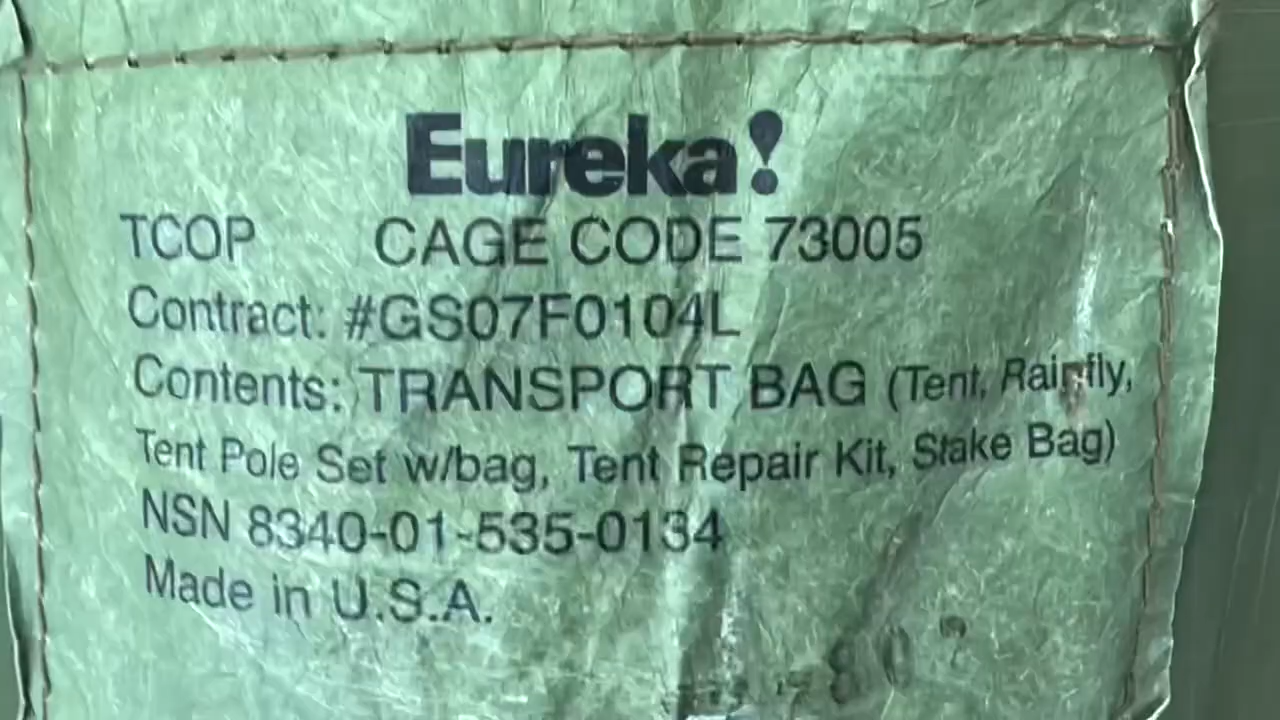 Eureka!
TCOP CAGE CODE 73005
Contract: #GS07F0104L
Contents: TRANSPORT BAG (Tent, Rainfly,
Tent Pole Set w/bag, Tent Repair Kit, Stake Bag)
NSN 8340-01-535-0134
Made in U.S.A.